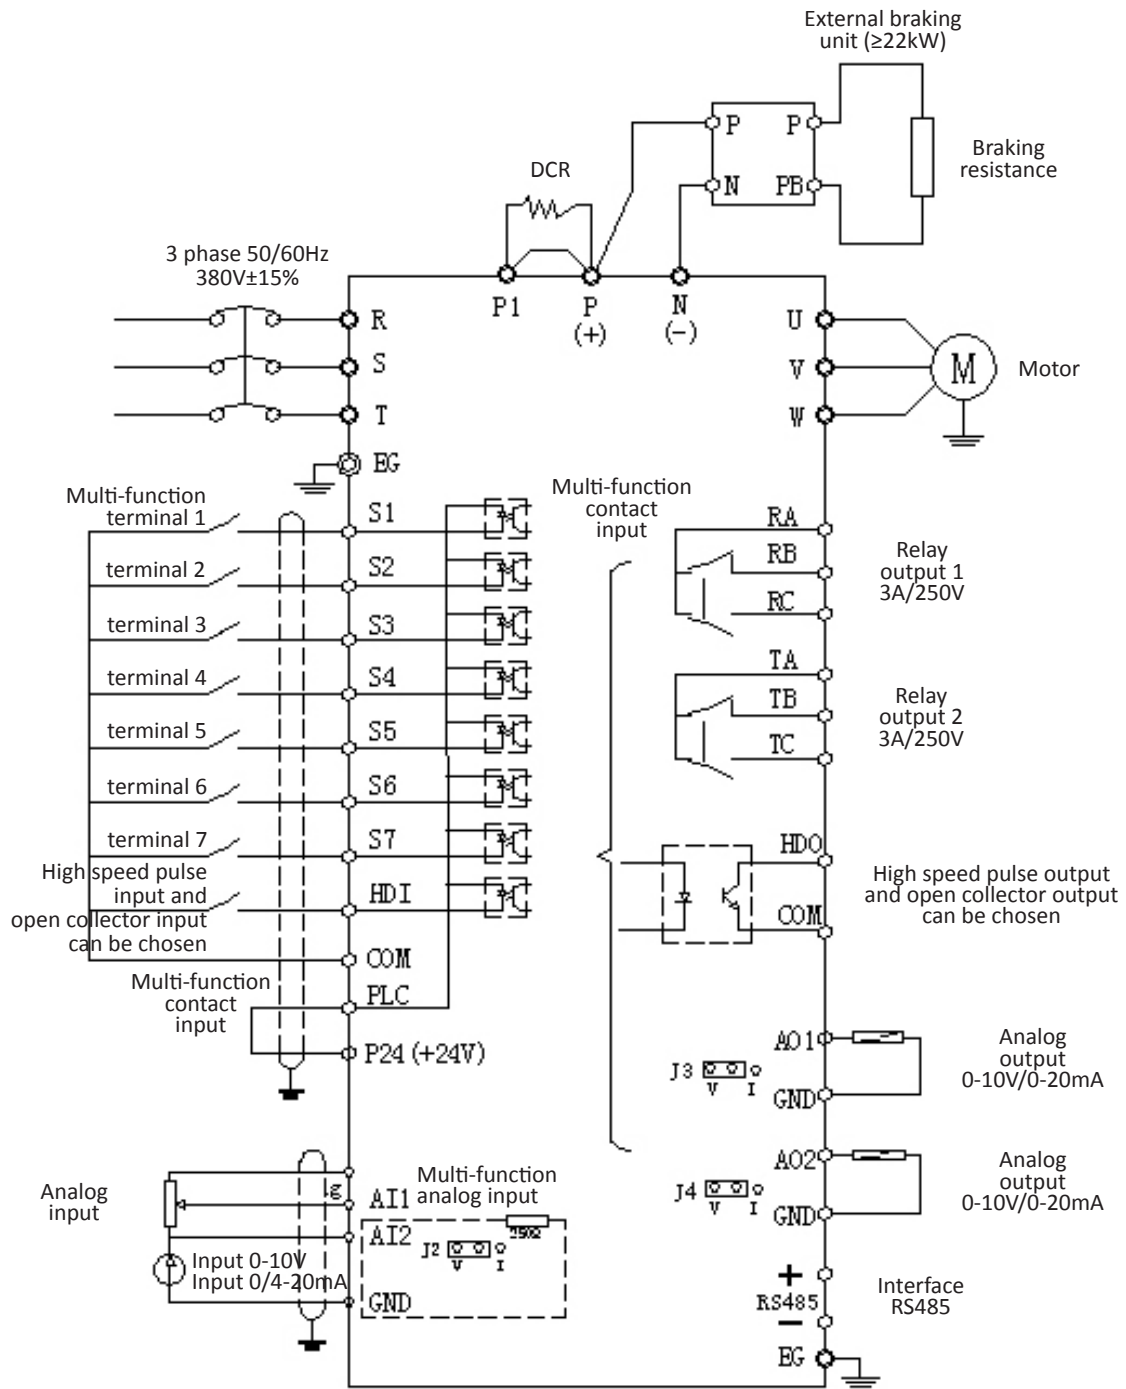 External braking
unit (≥22kW)
P
P
N
PB
Braking
resistance
DCR
3 phase 50/60Hz
380V±15%
P1
P
(+)
N
(-)
R
S
T
EG
U
V
W
M
Motor
Multi-function
terminal 1
terminal 2
terminal 3
terminal 4
terminal 5
terminal 6
terminal 7
High speed pulse
input and
open collector input
can be chosen
Multi-function
contact
input
S1
S2
S3
S4
S5
S6
S7
HDI
COM
PLC
P24 (+24V)
Multi-function
contact
input
RA
RB
RC
Relay
output 1
3A/250V
TA
TB
TC
Relay
output 2
3A/250V
HDO
COM
High speed pulse output
and open collector output
can be chosen
AO1
J3
V I
GND
Analog
output
0-10V/0-20mA
AO2
J4
V I
GND
Analog
output
0-10V/0-20mA
Analog
input
Input 0-10V
Input 0/4-20mA
g
AI1
AI2
GND
Multi-function
analog input
J2
V I
+
RS485
−
Interface
RS485
EG